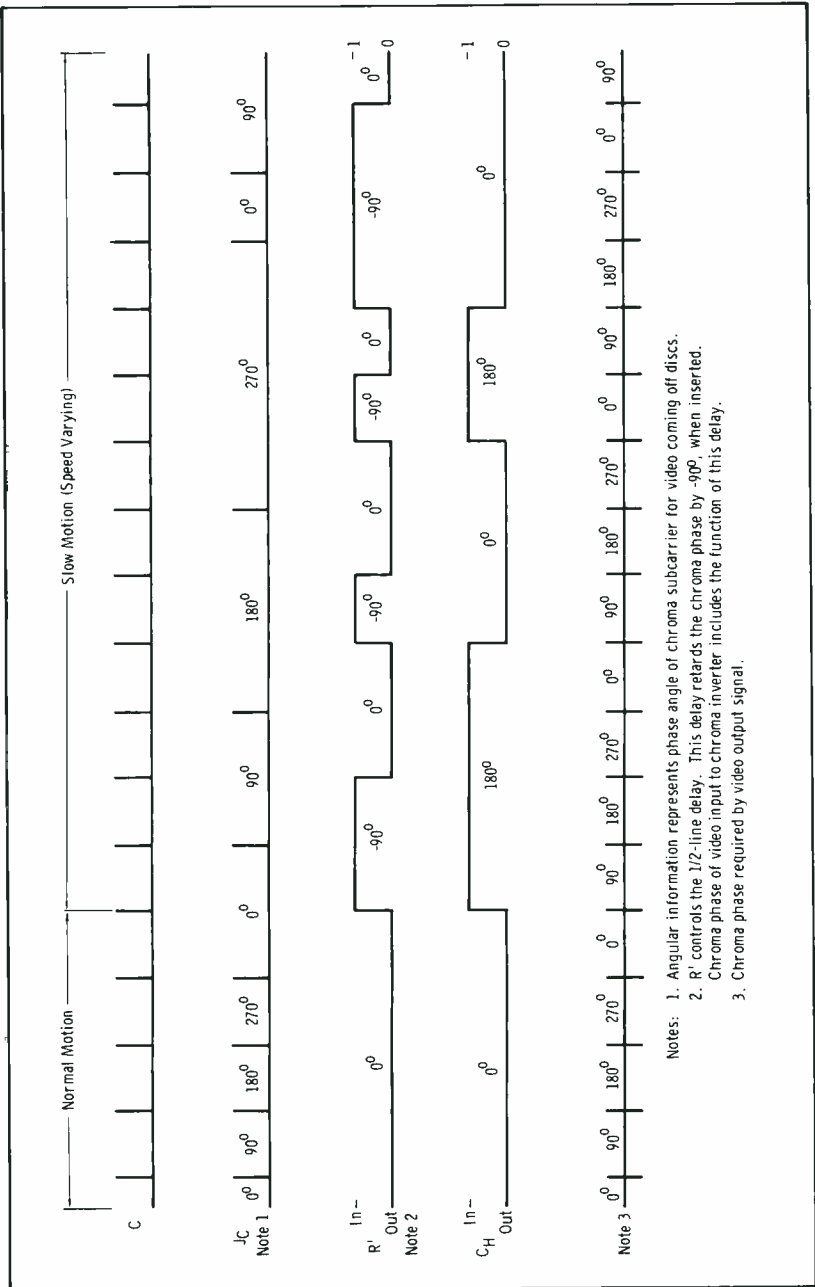 Normal Motion
Slow Motion (Speed Varying)
C
JC
Note 1
0° 90° 180° 270° 0° 90° 180° 270° 0° 90°
In
R'
Out
Note 2
0° -90° 0° -90° 0° -90° 0° -90° 0°
1
0
In
CH
Out
0° 180° 0° 180° 0°
1
0
Note 3
0° 90° 180° 270° 0° 90° 180° 270° 0° 90° 180° 270° 0° 90° 180° 270° 0° 90°
Notes: 1. Angular information represents phase angle of chroma subcarrier for video coming off discs.
2. R' controls the 1/2-line delay. This delay retards the chroma phase by -90°, when inserted.
Chroma phase of video input to chroma inverter includes the function of this delay.
3. Chroma phase required by video output signal.